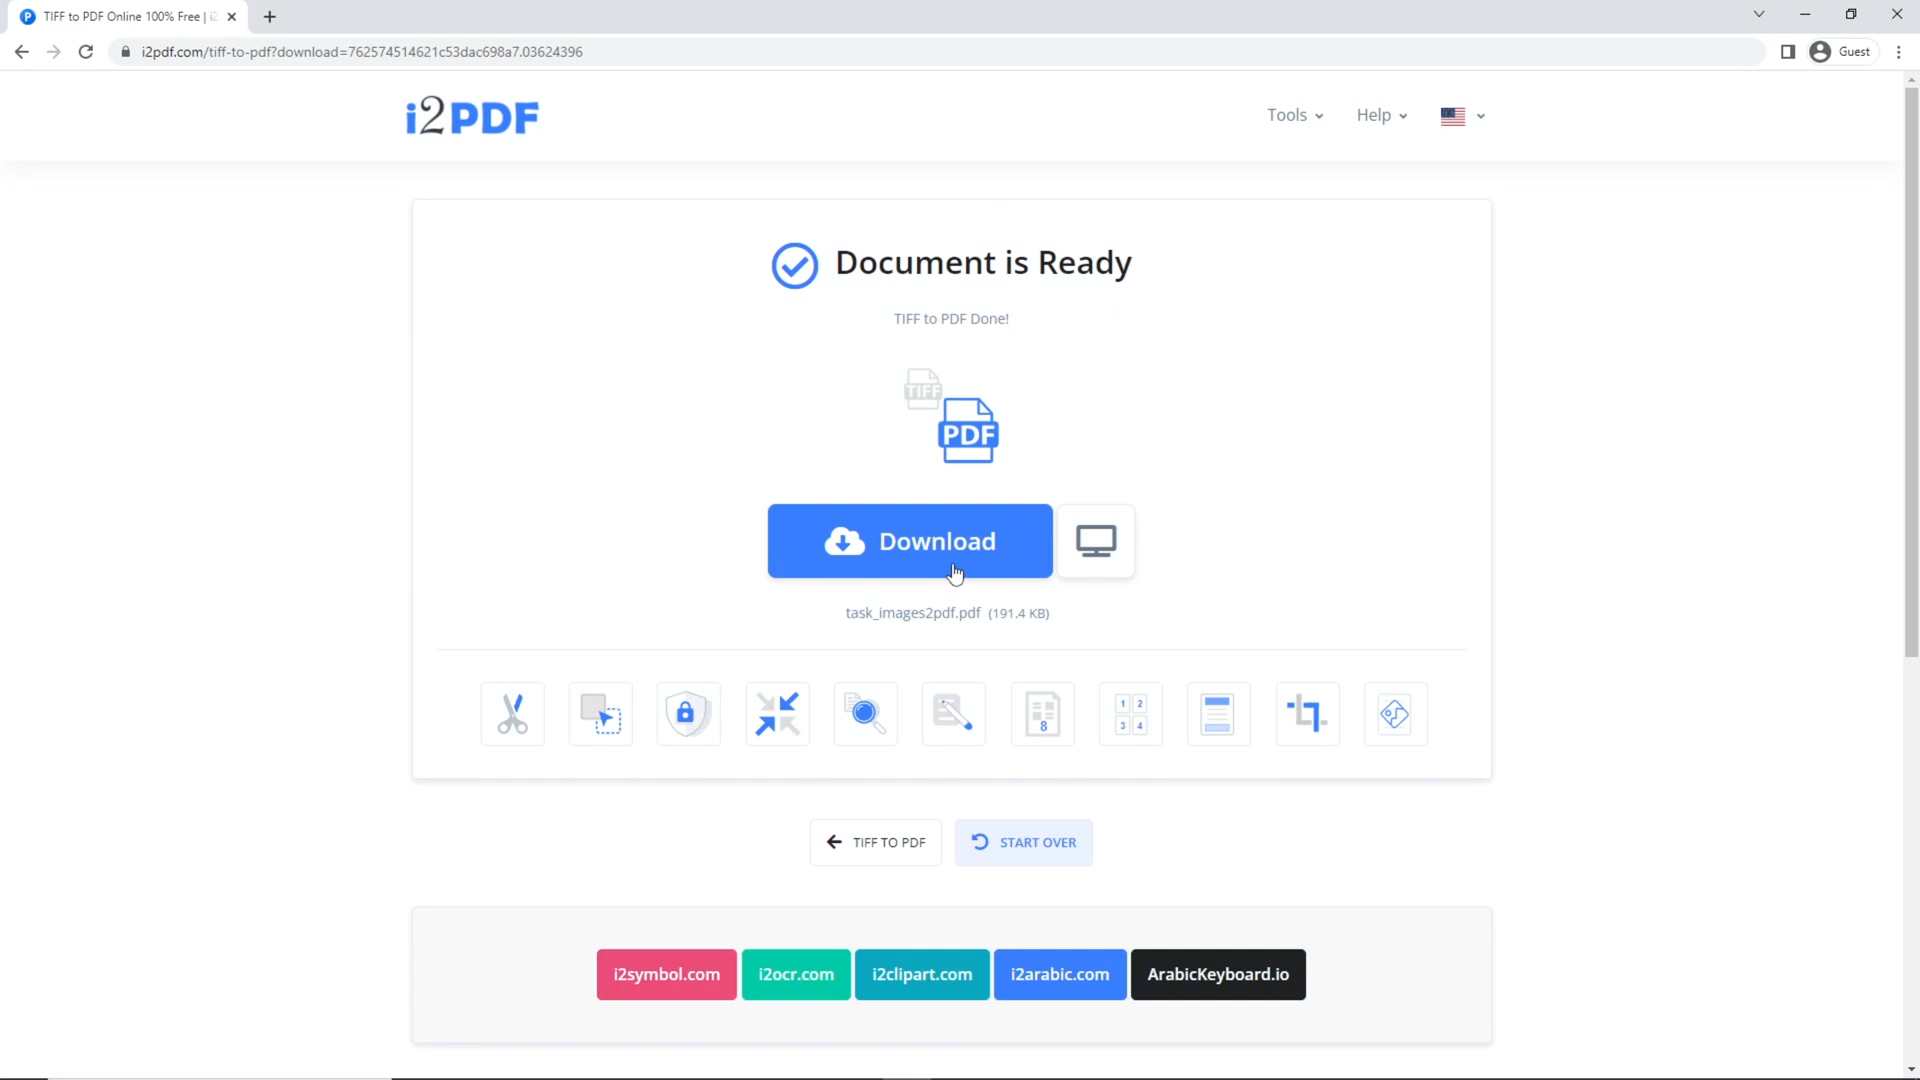 TIFF to PDF Online 100% Free | i2
i2pdf.com/tiff-to-pdf?download=762574514621c53dac698a7.03624396
Guest
i2PDF
Tools
Help
Document is Ready
TIFF to PDF Done!
TIFF
PDF
Download
task_images2pdf.pdf (191.4 KB)
8
1 2
3 4
TIFF TO PDF
START OVER
i2symbol.com
i2ocr.com
i2clipart.com
i2arabic.com
ArabicKeyboard.io